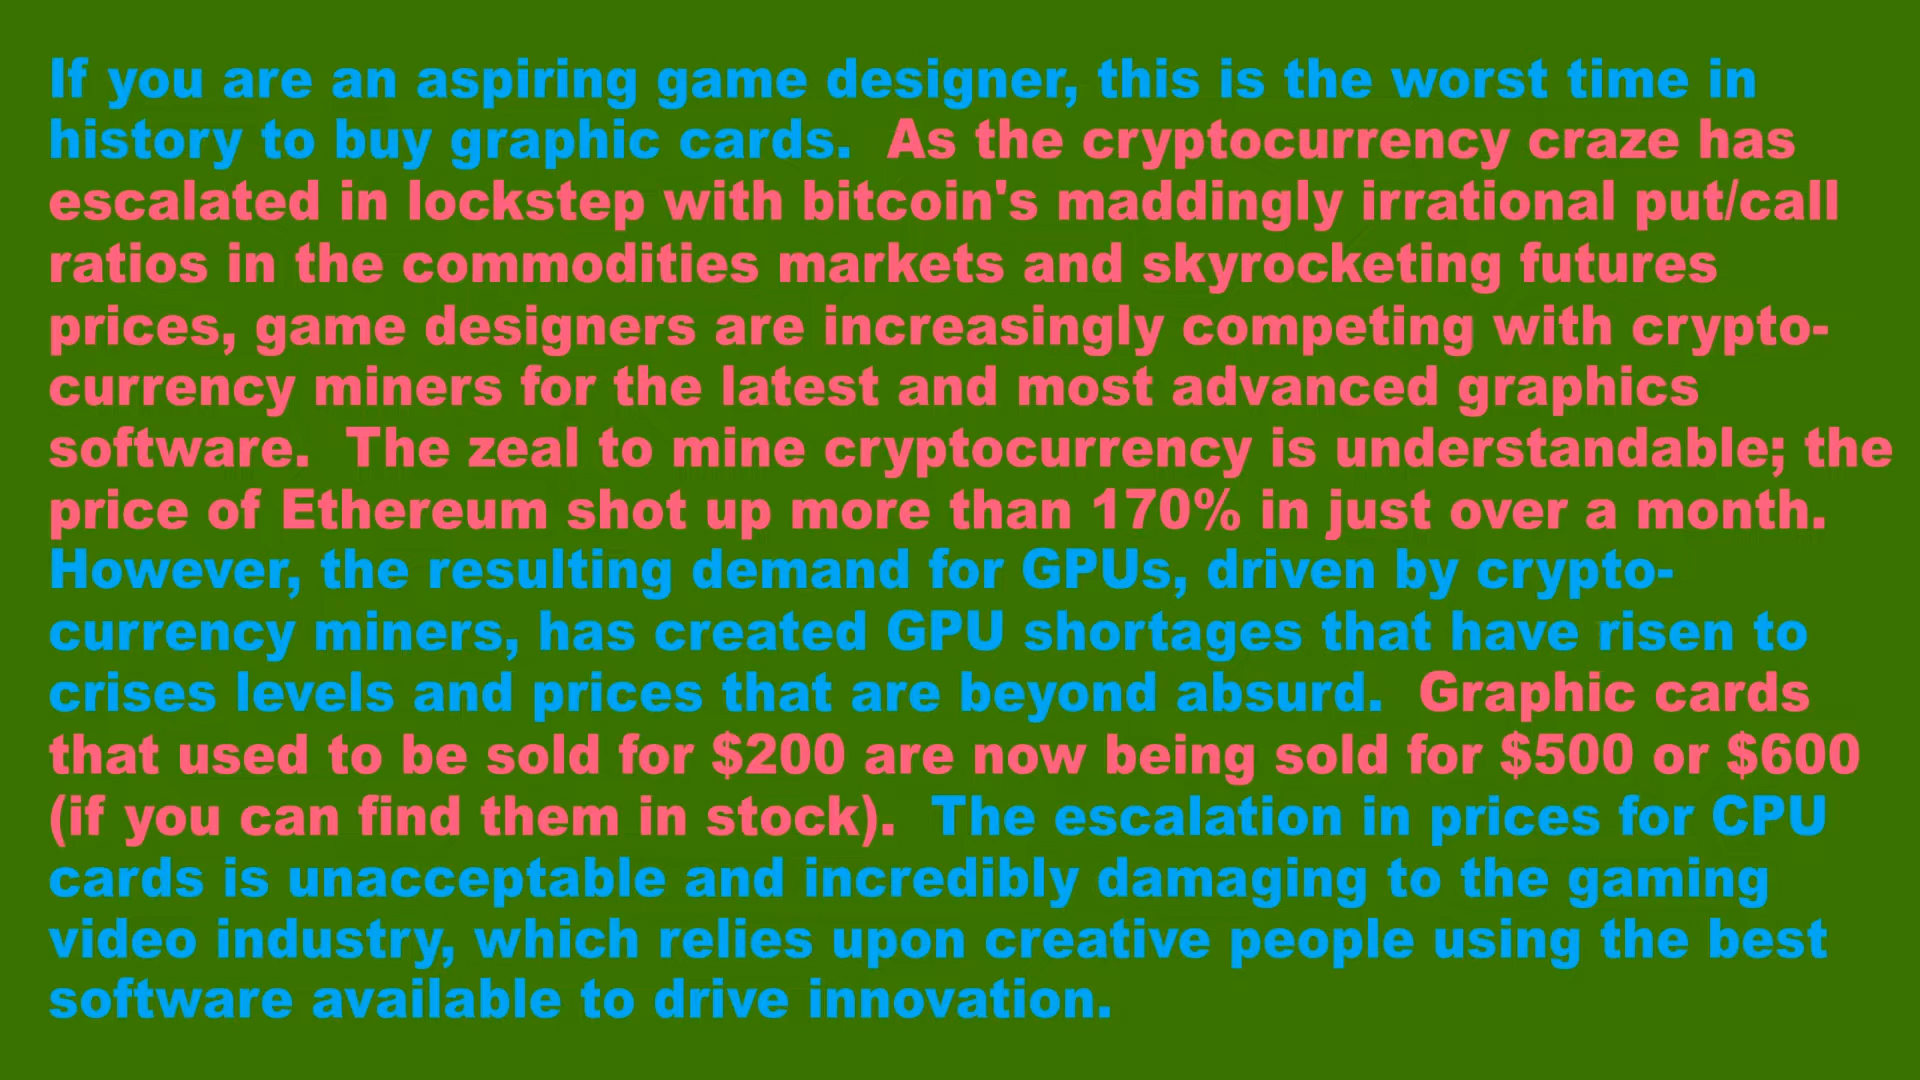 If you are an aspiring game designer, this is the worst time in
history to buy graphic cards.  As the cryptocurrency craze has
escalated in lockstep with bitcoin's maddingly irrational put/call
ratios in the commodities markets and skyrocketing futures
prices, game designers are increasingly competing with crypto-
currency miners for the latest and most advanced graphics
software.  The zeal to mine cryptocurrency is understandable; the
price of Ethereum shot up more than 170% in just over a month.
However, the resulting demand for GPUs, driven by crypto-
currency miners, has created GPU shortages that have risen to
crises levels and prices that are beyond absurd.  Graphic cards
that used to be sold for $200 are now being sold for $500 or $600
(if you can find them in stock).  The escalation in prices for CPU
cards is unacceptable and incredibly damaging to the gaming
video industry, which relies upon creative people using the best
software available to drive innovation.